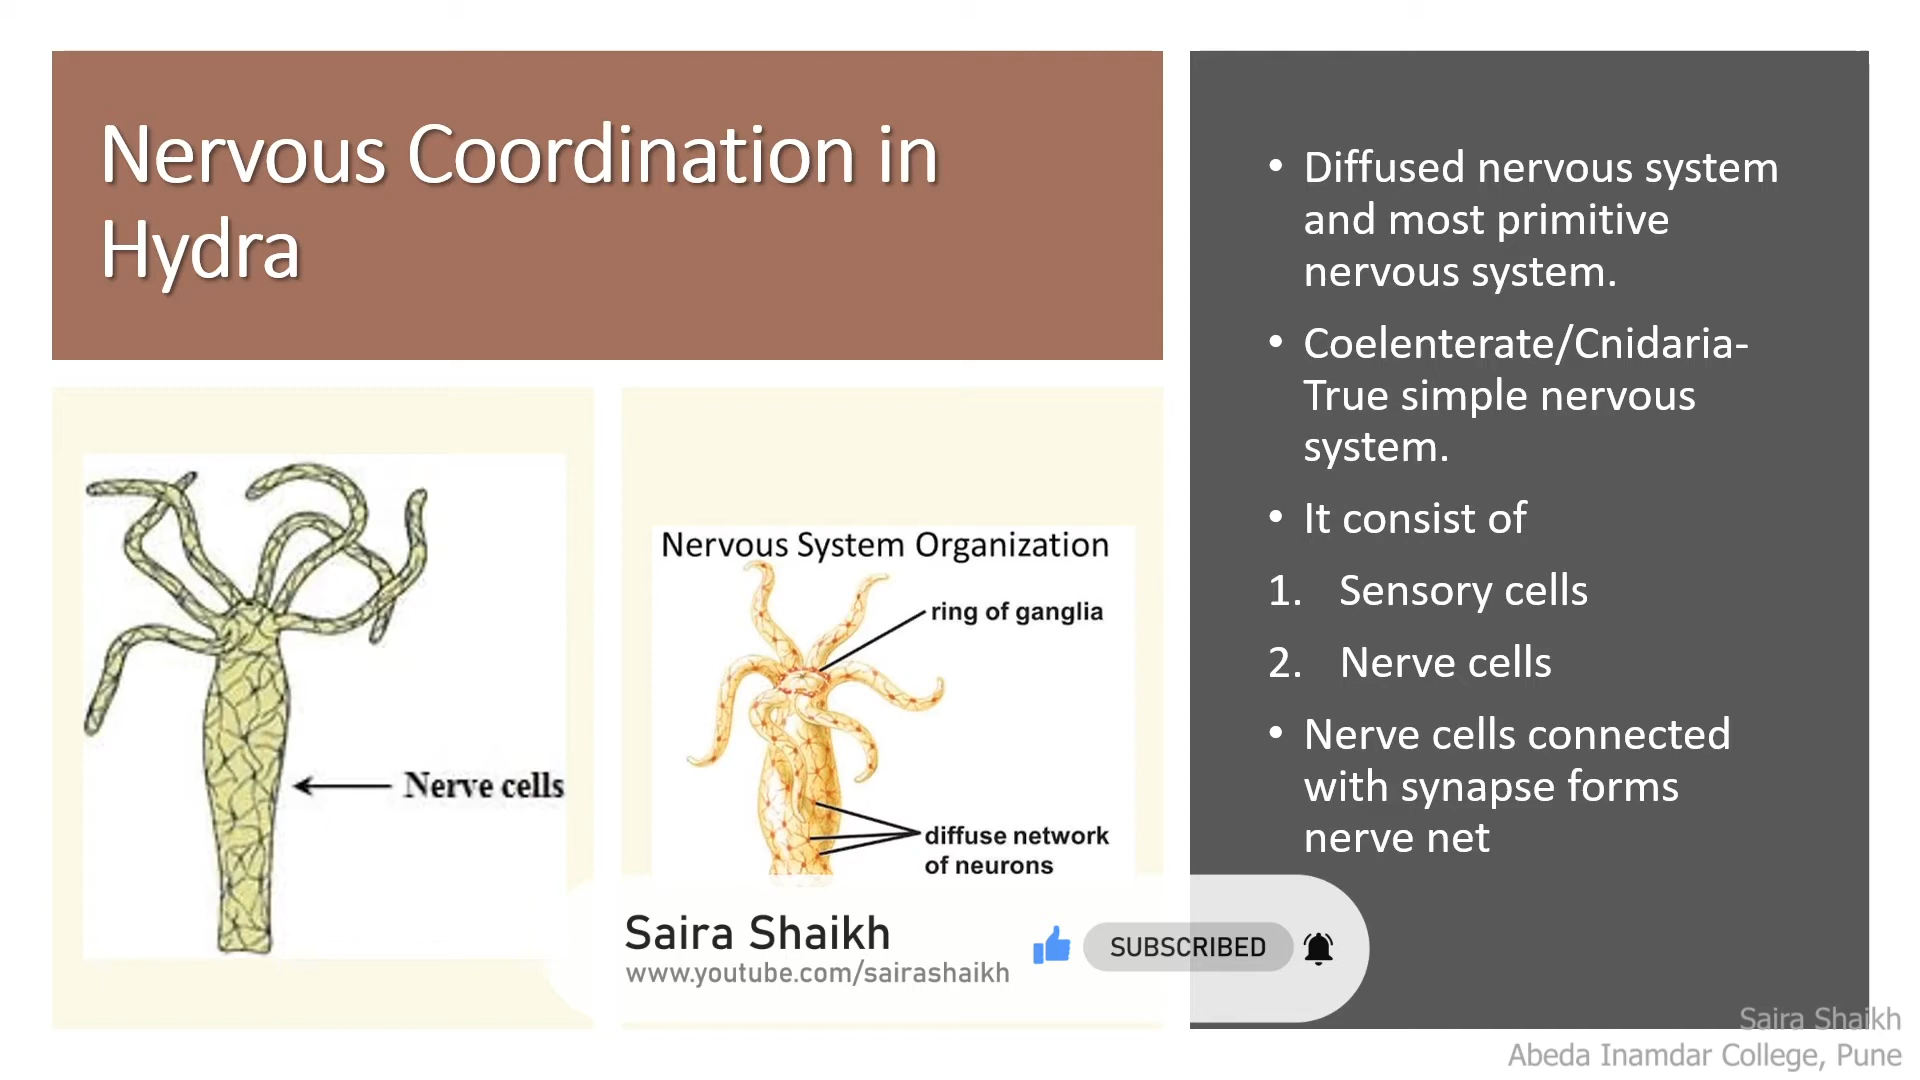 Nervous Coordination in
Hydra
Nerve cells
Nervous System Organization
ring of ganglia
diffuse network
of neurons
• Diffused nervous system
and most primitive
nervous system.
• Coelenterate/Cnidaria-
True simple nervous
system.
• It consist of
1. Sensory cells
2. Nerve cells
• Nerve cells connected
with synapse forms
nerve net
Saira Shaikh
www.youtube.com/sairashaikh
SUBSCRIBED
Saira Shaikh
Abeda Inamdar College, Pune